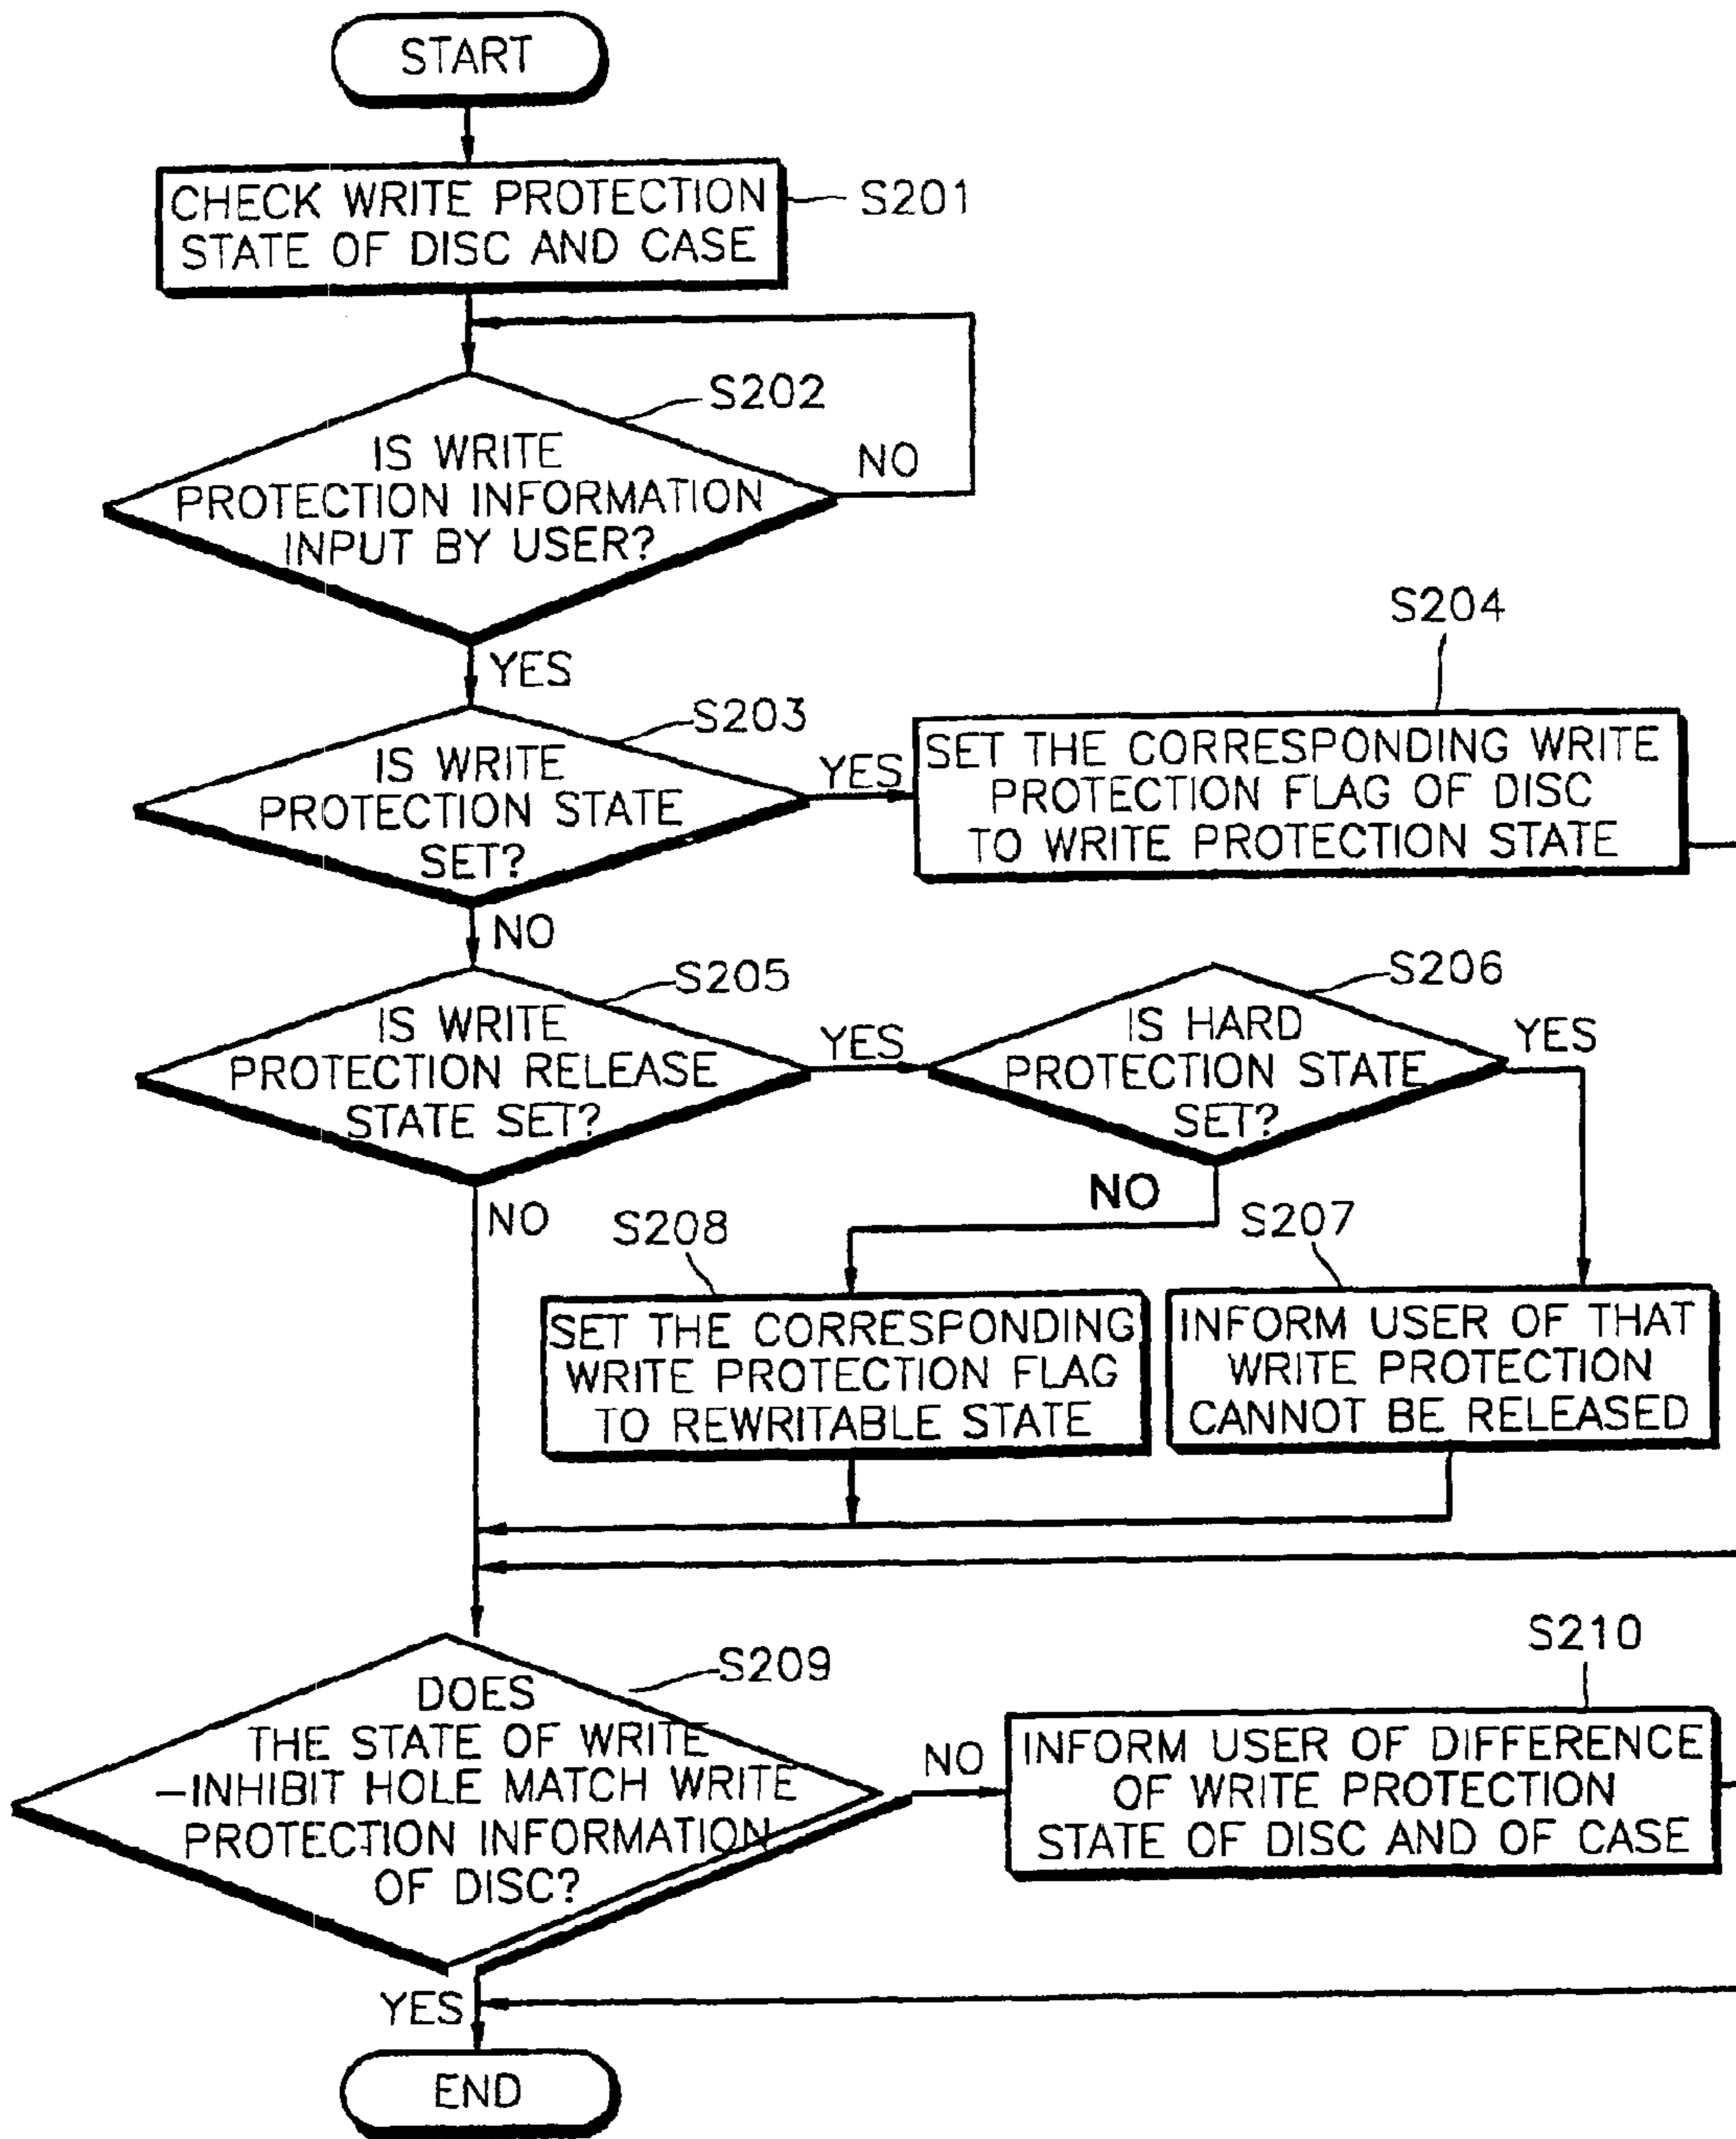 START
CHECK WRITE PROTECTION
STATE OF DISC AND CASE
S201
S202
IS WRITE
PROTECTION INFORMATION
INPUT BY USER?
NO
YES
S203
IS WRITE
PROTECTION STATE
SET?
YES
S204
SET THE CORRESPONDING WRITE
PROTECTION FLAG OF DISC
TO WRITE PROTECTION STATE
NO
S205
IS WRITE
PROTECTION RELEASE
STATE SET?
YES
S206
IS HARD
PROTECTION STATE
SET?
YES
NO
NO
S208
SET THE CORRESPONDING
WRITE PROTECTION FLAG
TO REWRITABLE STATE
S207
INFORM USER OF THAT
WRITE PROTECTION
CANNOT BE RELEASED
S209
DOES
THE STATE OF WRITE
-INHIBIT HOLE MATCH WRITE
PROTECTION INFORMATION
OF DISC?
NO
S210
INFORM USER OF DIFFERENCE
OF WRITE PROTECTION
STATE OF DISC AND OF CASE
YES
END